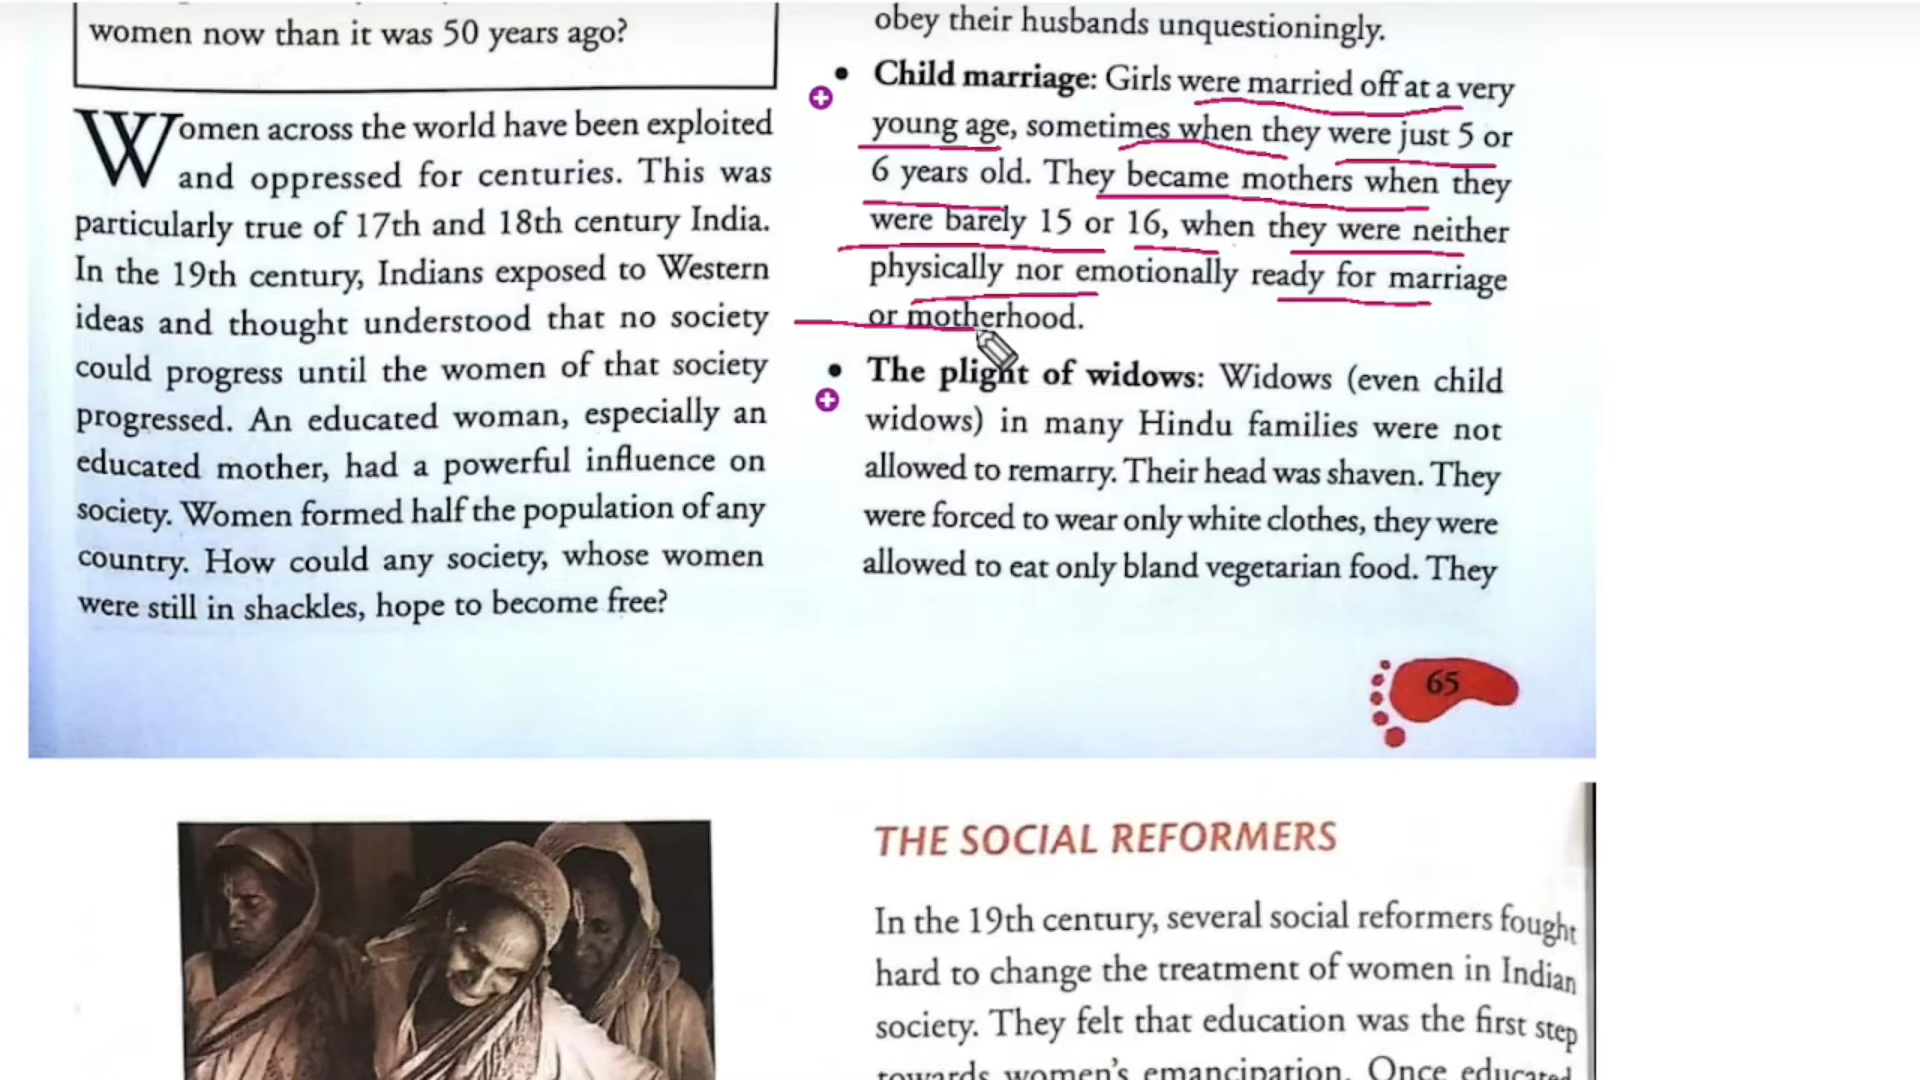 women now than it was 50 years ago?
Women across the world have been exploited
and oppressed for centuries. This was
particularly true of 17th and 18th century India.
In the 19th century, Indians exposed to Western
ideas and thought understood that no society
could progress until the women of that society
progressed. An educated woman, especially an
educated mother, had a powerful influence on
society. Women formed half the population of any
country. How could any society, whose women
were still in shackles, hope to become free?
obey their husbands unquestioningly.
• Child marriage: Girls were married off at a very
young age, sometimes when they were just 5 or
6 years old. They became mothers when they
were barely 15 or 16, when they were neither
physically nor emotionally ready for marriage
or motherhood.
• The plight of widows: Widows (even child
widows) in many Hindu families were not
allowed to remarry. Their head was shaven. They
were forced to wear only white clothes, they were
allowed to eat only bland vegetarian food. They
65
THE SOCIAL REFORMERS
In the 19th century, several social reformers fought
hard to change the treatment of women in Indian
society. They felt that education was the first step
towards women's emancipation. Once educated